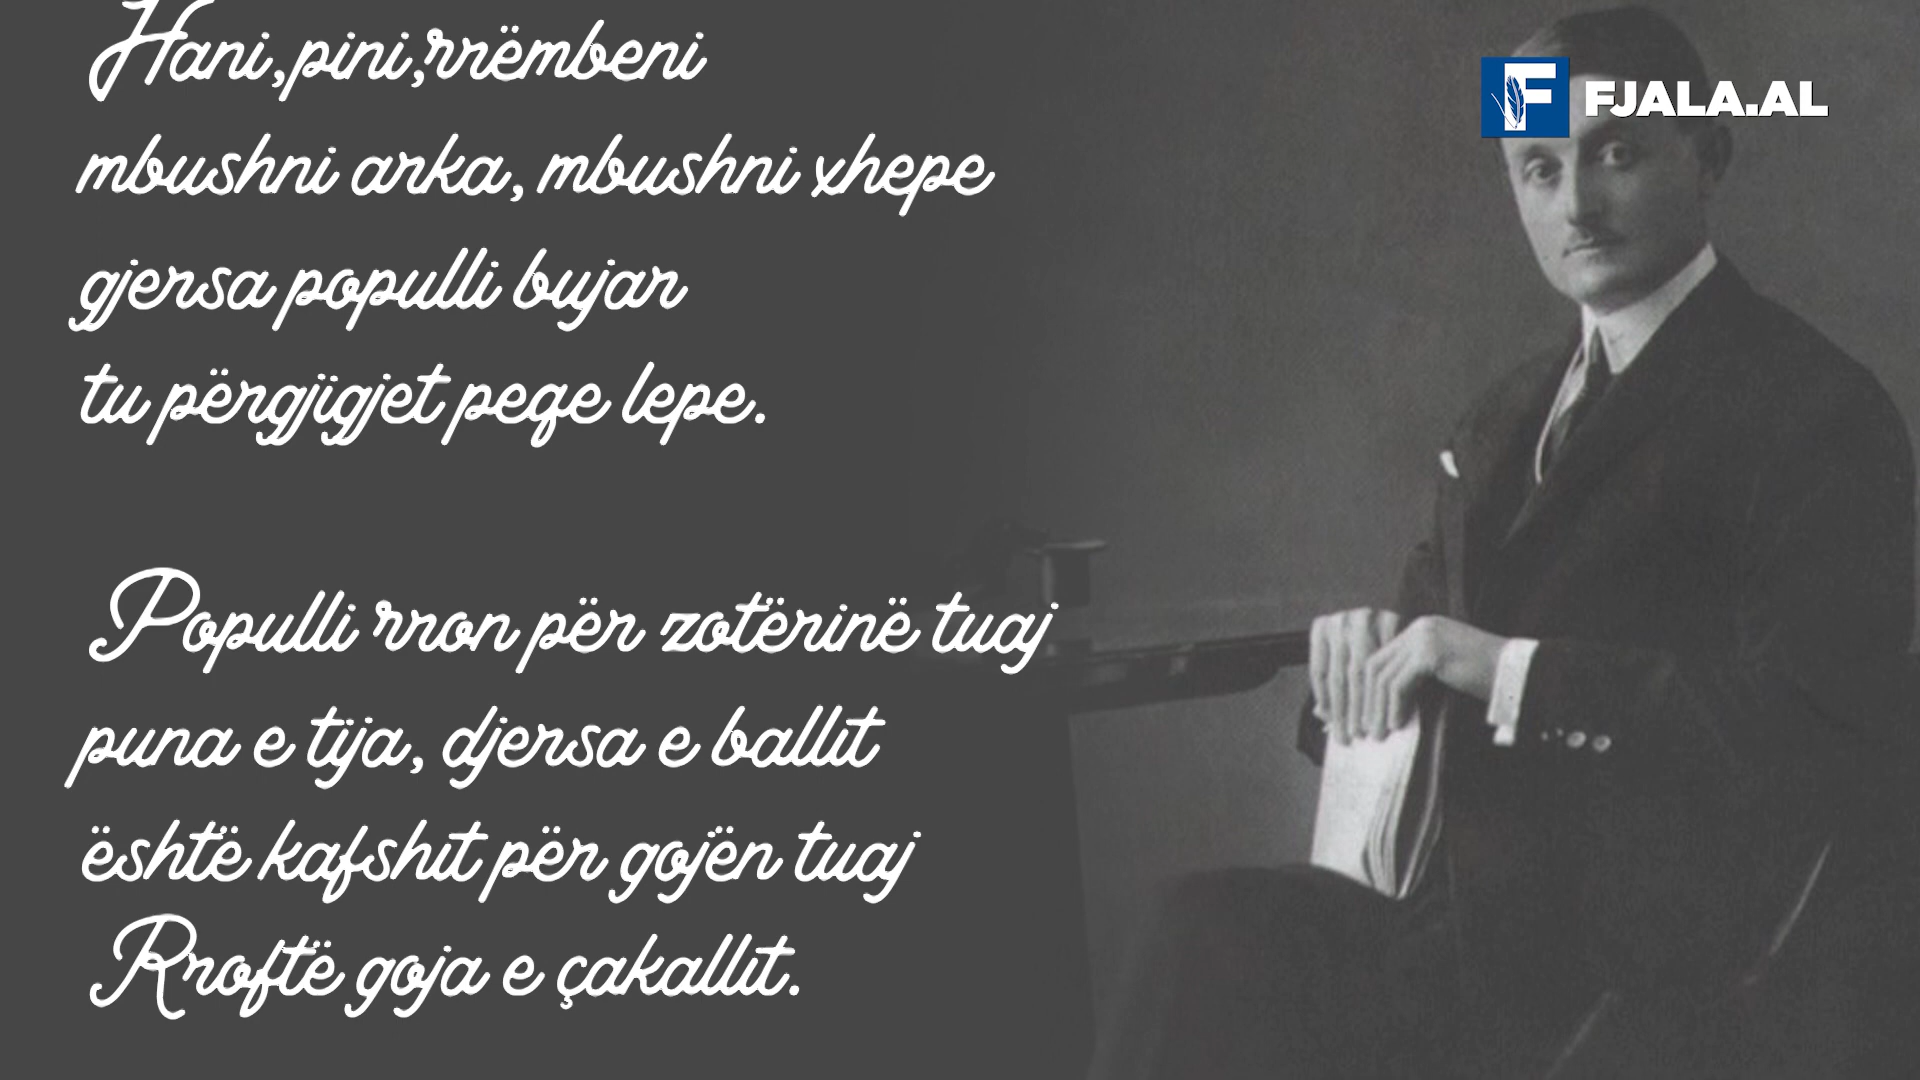 Hani,pini,rrëmbeni
mbushni arka, mbushni xhepe
gjersa populli bujar
tu përgjigjet peqe lepe.
Populli rron për zotërinë tuaj
puna e tija, djersa e ballit
është kafshit për gojën tuaj
Rroftë goja e çakallit.
F FJALA.AL